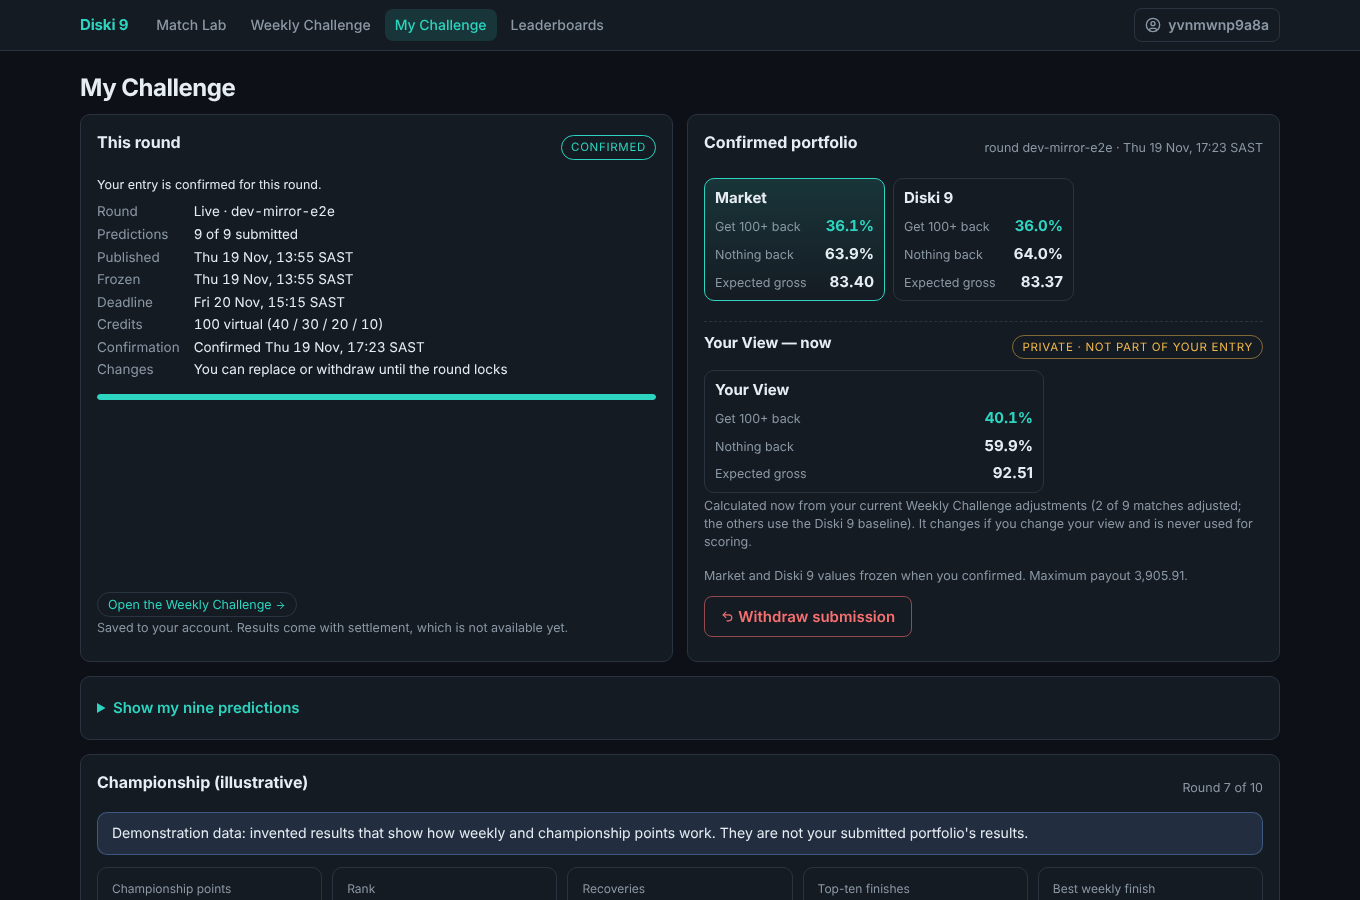 Diski 9
Match Lab
Weekly Challenge
My Challenge
Leaderboards
yvnmwnp9a8a
My Challenge
This round
CONFIRMED
Your entry is confirmed for this round.
Round Live · dev-mirror-e2e
Predictions 9 of 9 submitted
Published Thu 19 Nov, 13:55 SAST
Frozen Thu 19 Nov, 13:55 SAST
Deadline Fri 20 Nov, 15:15 SAST
Credits 100 virtual (40 / 30 / 20 / 10)
Confirmation Confirmed Thu 19 Nov, 17:23 SAST
Changes You can replace or withdraw until the round locks
Open the Weekly Challenge →
Saved to your account. Results come with settlement, which is not available yet.
Confirmed portfolio
round dev-mirror-e2e · Thu 19 Nov, 17:23 SAST
Market
Get 100+ back 36.1%
Nothing back 63.9%
Expected gross 83.40
Diski 9
Get 100+ back 36.0%
Nothing back 64.0%
Expected gross 83.37
Your View — now
PRIVATE · NOT PART OF YOUR ENTRY
Your View
Get 100+ back 40.1%
Nothing back 59.9%
Expected gross 92.51
Calculated now from your current Weekly Challenge adjustments (2 of 9 matches adjusted;
the others use the Diski 9 baseline). It changes if you change your view and is never used for
scoring.
Market and Diski 9 values frozen when you confirmed. Maximum payout 3,905.91.
Withdraw submission
Show my nine predictions
Championship (illustrative)
Round 7 of 10
Demonstration data: invented results that show how weekly and championship points work. They are not your submitted portfolio's results.
Championship points
Rank
Recoveries
Top-ten finishes
Best weekly finish